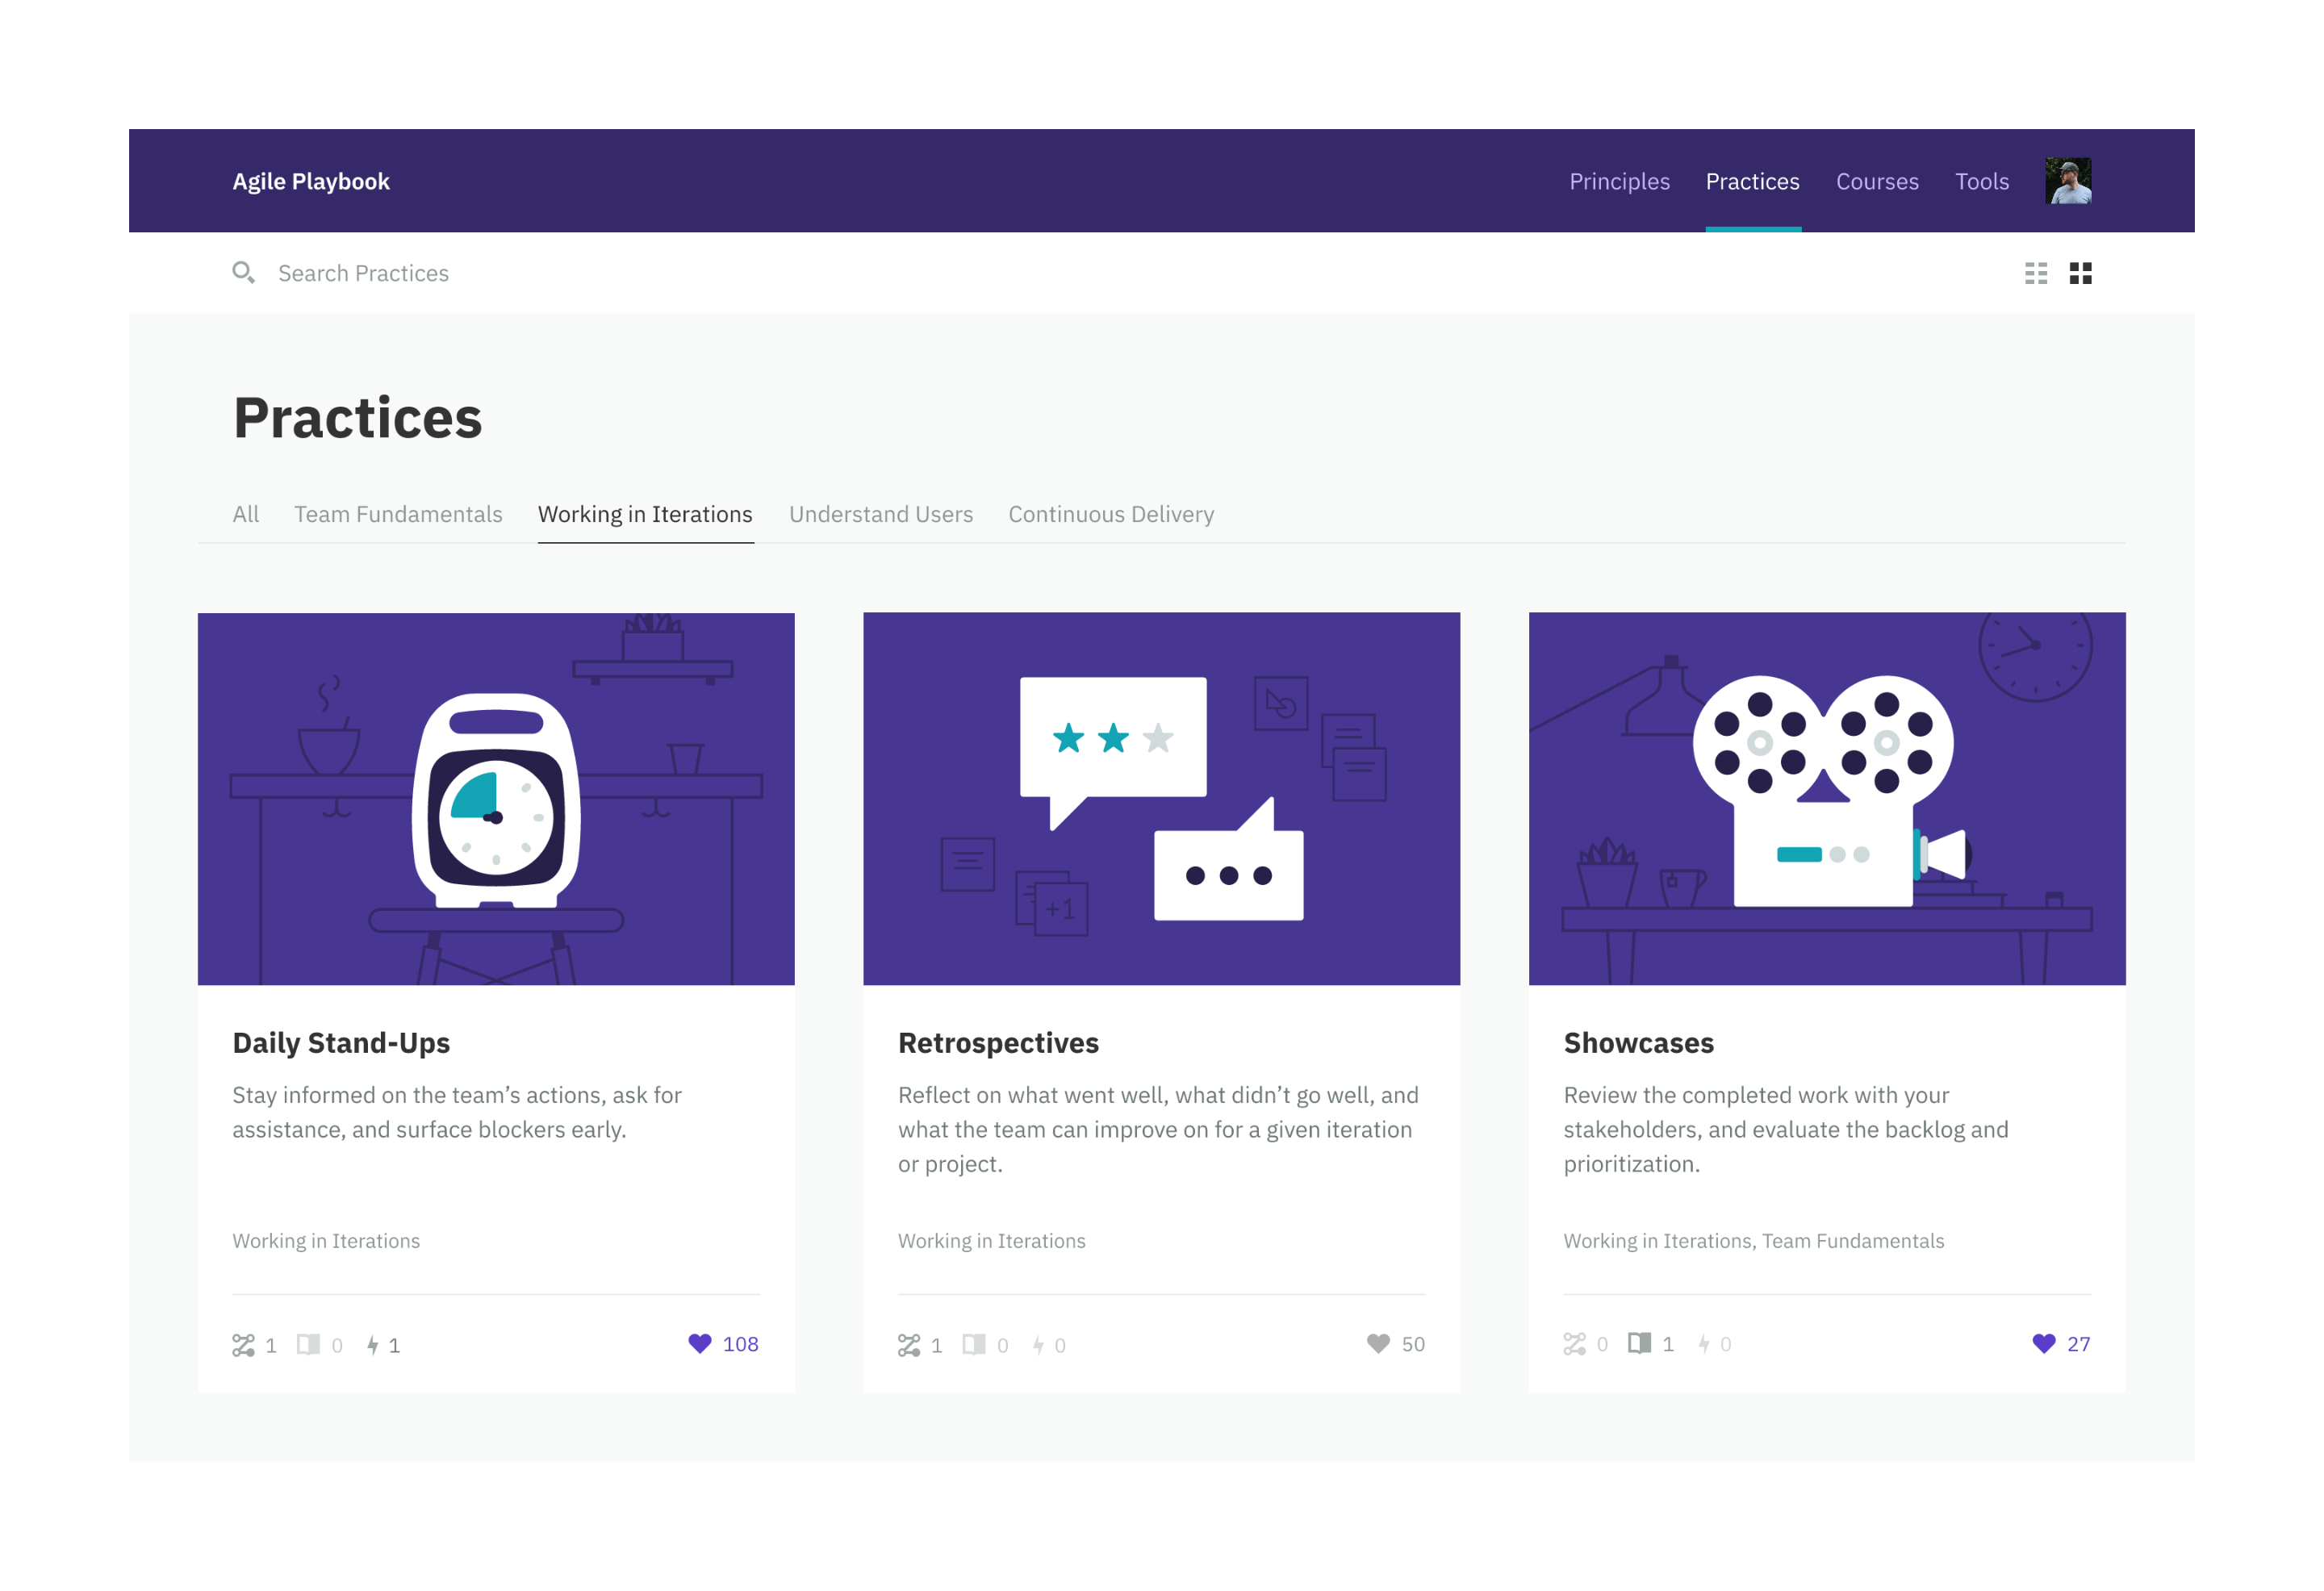 Agile Playbook
Principles
Practices
Courses
Tools
Search Practices
Practices
All
Team Fundamentals
Working in Iterations
Understand Users
Continuous Delivery
+1
Daily Stand-Ups
Stay informed on the team’s actions, ask for
assistance, and surface blockers early.
Working in Iterations
1
0
1
108
Retrospectives
Reflect on what went well, what didn’t go well, and
what the team can improve on for a given iteration
or project.
Working in Iterations
1
0
0
50
Showcases
Review the completed work with your
stakeholders, and evaluate the backlog and
prioritization.
Working in Iterations, Team Fundamentals
0
1
0
27